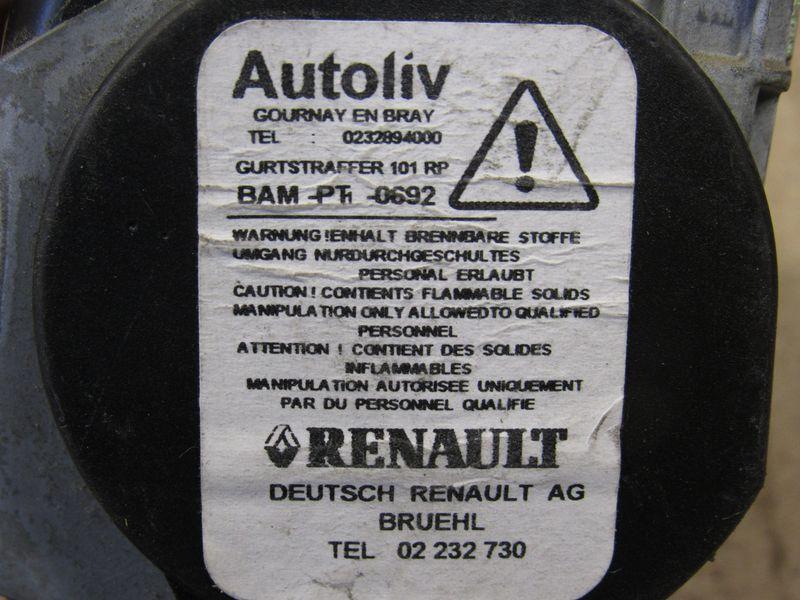 Autoliv
GOURNAY EN BRAY
TEL : 0232894000
GURTSTRAFFER 101 RP
BAM -PTi -0692
WARNUNG !ENHALT BRENNBARE STOFFE
UMGANG NURDURCHGESCHULTES
PERSONAL ERLAUBT
CAUTION ! CONTIENTS FLAMMABLE SOLIDS
MANIPULATION ONLY ALLOWEDTO QUALIFIED
PERSONNEL
ATTENTION ! CONTIENT DES SOLIDES
INFLAMMABLES
MANIPULATION AUTORISEE UNIQUEMENT
PAR DU PERSONNEL QUALIFIE
RENAULT
DEUTSCH RENAULT AG
BRUEHL
TEL 02 232 730